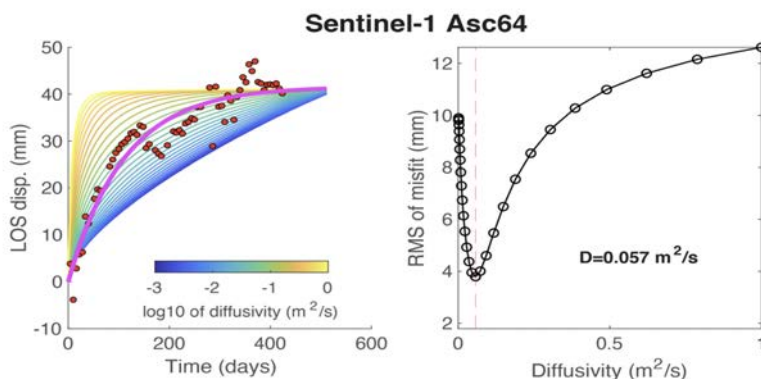 Sentinel-1 Asc64
50
40
30
20
10
0
-10
LOS disp. (mm)
-3 -2 -1 0
log10 of diffusivity (m²/s)
0 200 400 600
Time (days)
12
10
8
6
4
2
RMS of misfit (mm)
D=0.057 m²/s
0 0.5 1
Diffusivity (m²/s)